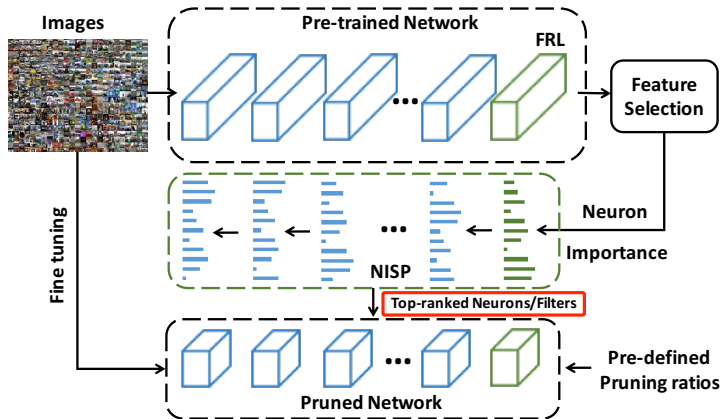 Images
Pre-trained Network
FRL
Feature
Selection
Neuron
Importance
NISP
Fine tuning
Top-ranked Neurons/Filters
Pre-defined
Pruning ratios
Pruned Network